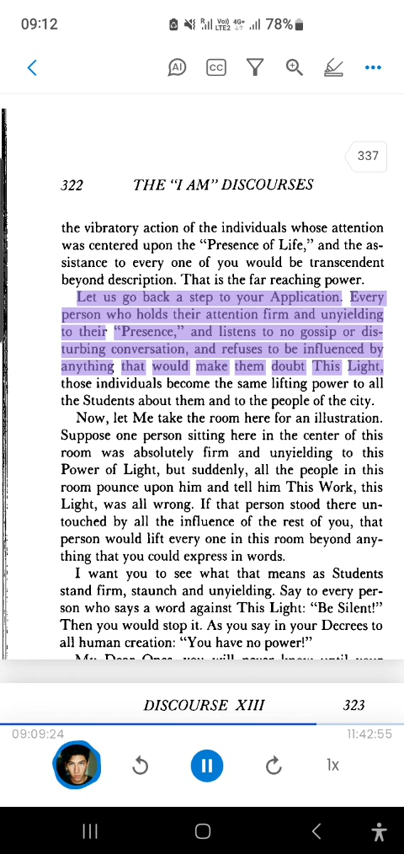 09:12
78%
AI
CC
337
322 THE “I AM” DISCOURSES
the vibratory action of the individuals whose attention
was centered upon the “Presence of Life,” and the as-
sistance to every one of you would be transcendent
beyond description. That is the far reaching power.
Let us go back a step to your Application. Every
person who holds their attention firm and unyielding
to their “Presence,” and listens to no gossip or dis-
turbing conversation, and refuses to be influenced by
anything that would make them doubt This Light,
those individuals become the same lifting power to all
the Students about them and to the people of the city.
Now, let Me take the room here for an illustration.
Suppose one person sitting here in the center of this
room was absolutely firm and unyielding to this
Power of Light, but suddenly, all the people in this
room pounce upon him and tell him This Work, this
Light, was all wrong. If that person stood there un-
touched by all the influence of the rest of you, that
person would lift every one in this room beyond any-
thing that you could express in words.
I want you to see what that means as Students
stand firm, staunch and unyielding. Say to every per-
son who says a word against This Light: “Be Silent!”
Then you would stop it. As you say in your Decrees to
all human creation: “You have no power!”
DISCOURSE XIII 323
09:09:24 11:42:55
1x